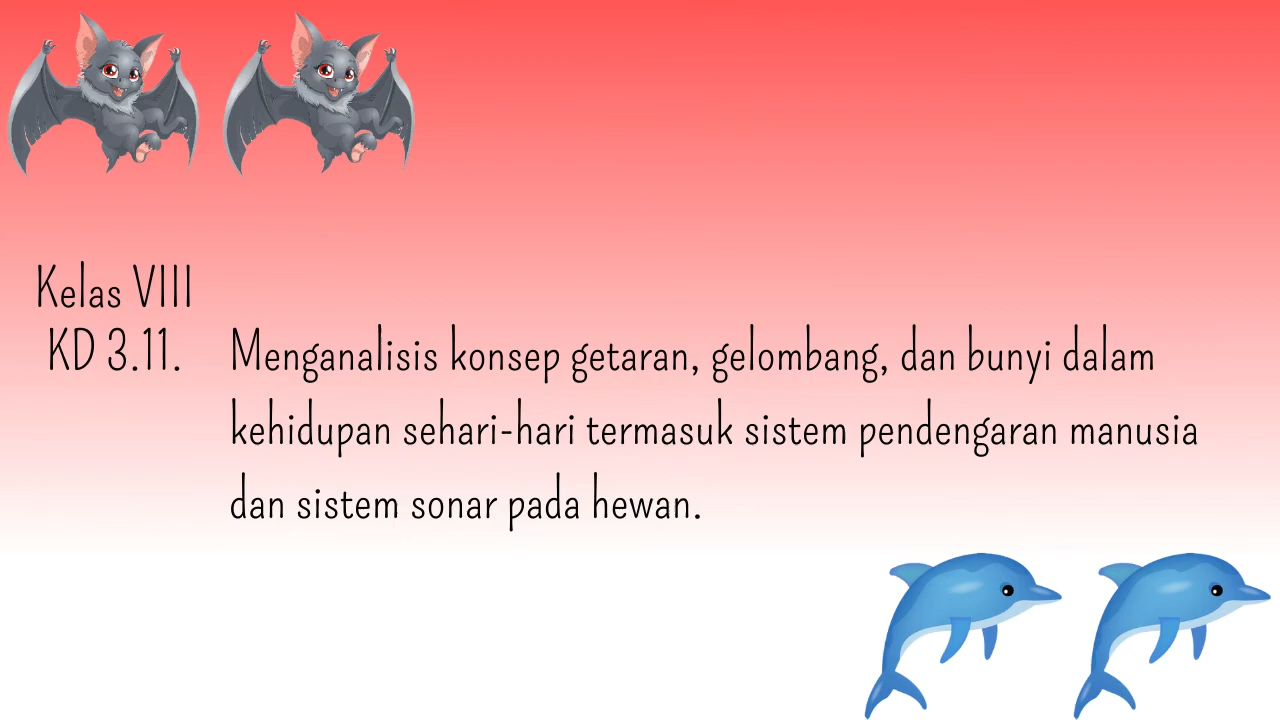 Kelas VIII
KD 3.11. Menganalisis konsep getaran, gelombang, dan bunyi dalam
kehidupan sehari-hari termasuk sistem pendengaran manusia
dan sistem sonar pada hewan.